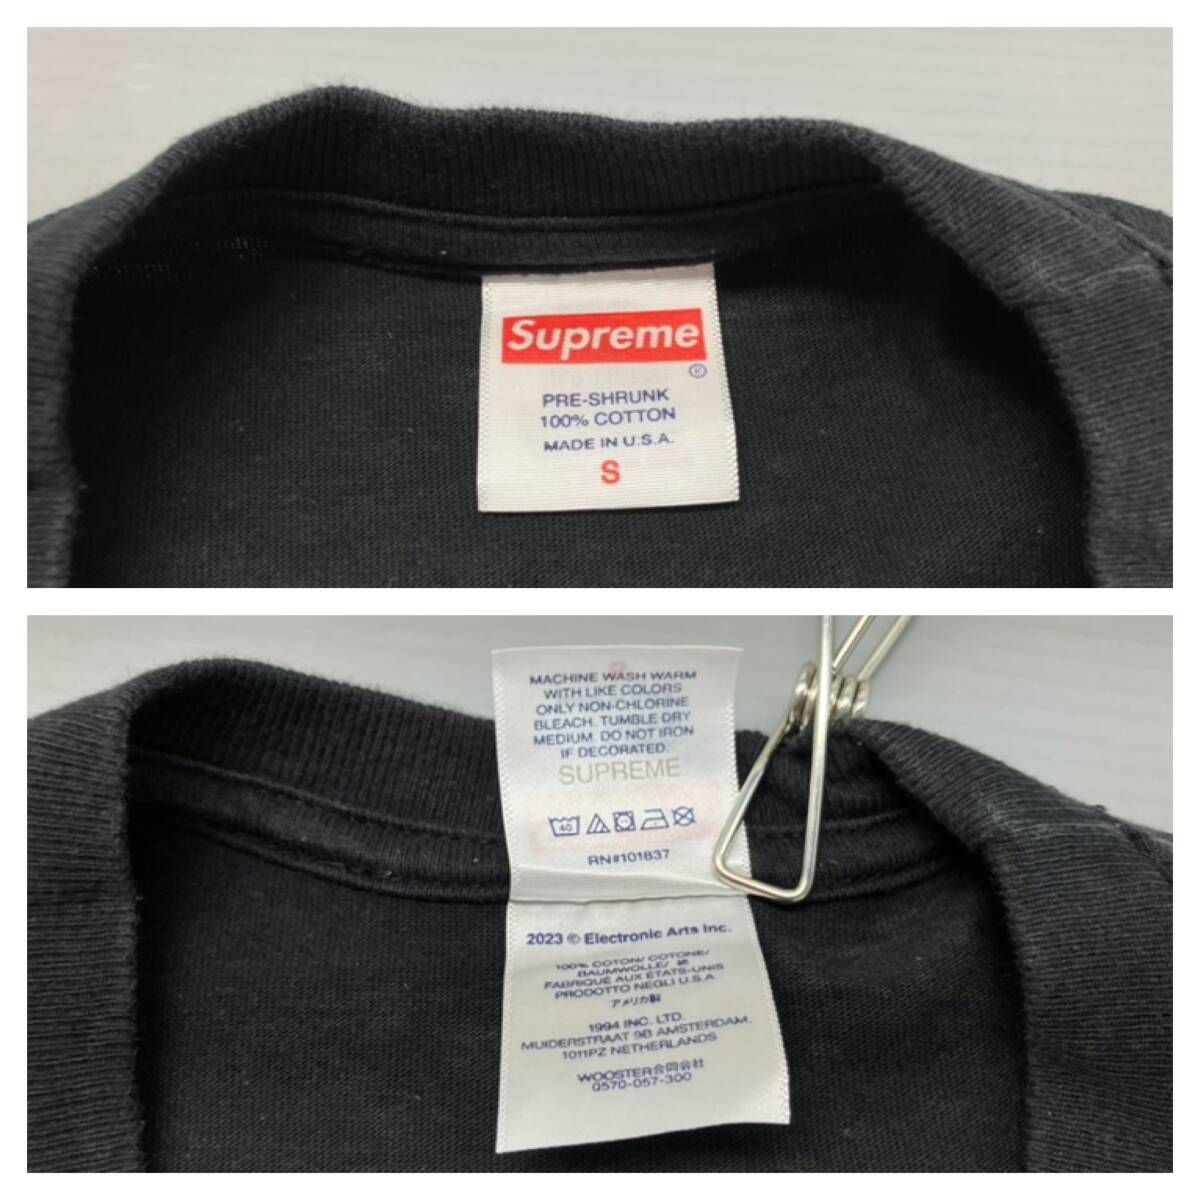 Supreme
®
PRE-SHRUNK
100% COTTON
MADE IN U.S.A.
S
MACHINE WASH WARM
WITH LIKE COLORS
ONLY NON-CHLORINE
BLEACH. TUMBLE DRY
MEDIUM. DO NOT IRON
IF DECORATED.
SUPREME
40
RN#101837
2023 © Electronic Arts Inc.
100% COTON/ COTONE/
BAUMWOLLE/ 綿
FABRIQUÉ AUX ÉTATS-UNIS
PRODOTTO NEGLI U.S.A
アメリカ製
1994 INC. LTD.
MUIDERSTRAAT 9B AMSTERDAM.
1011PZ NETHERLANDS
WOOSTER合同会社
0570-057-300